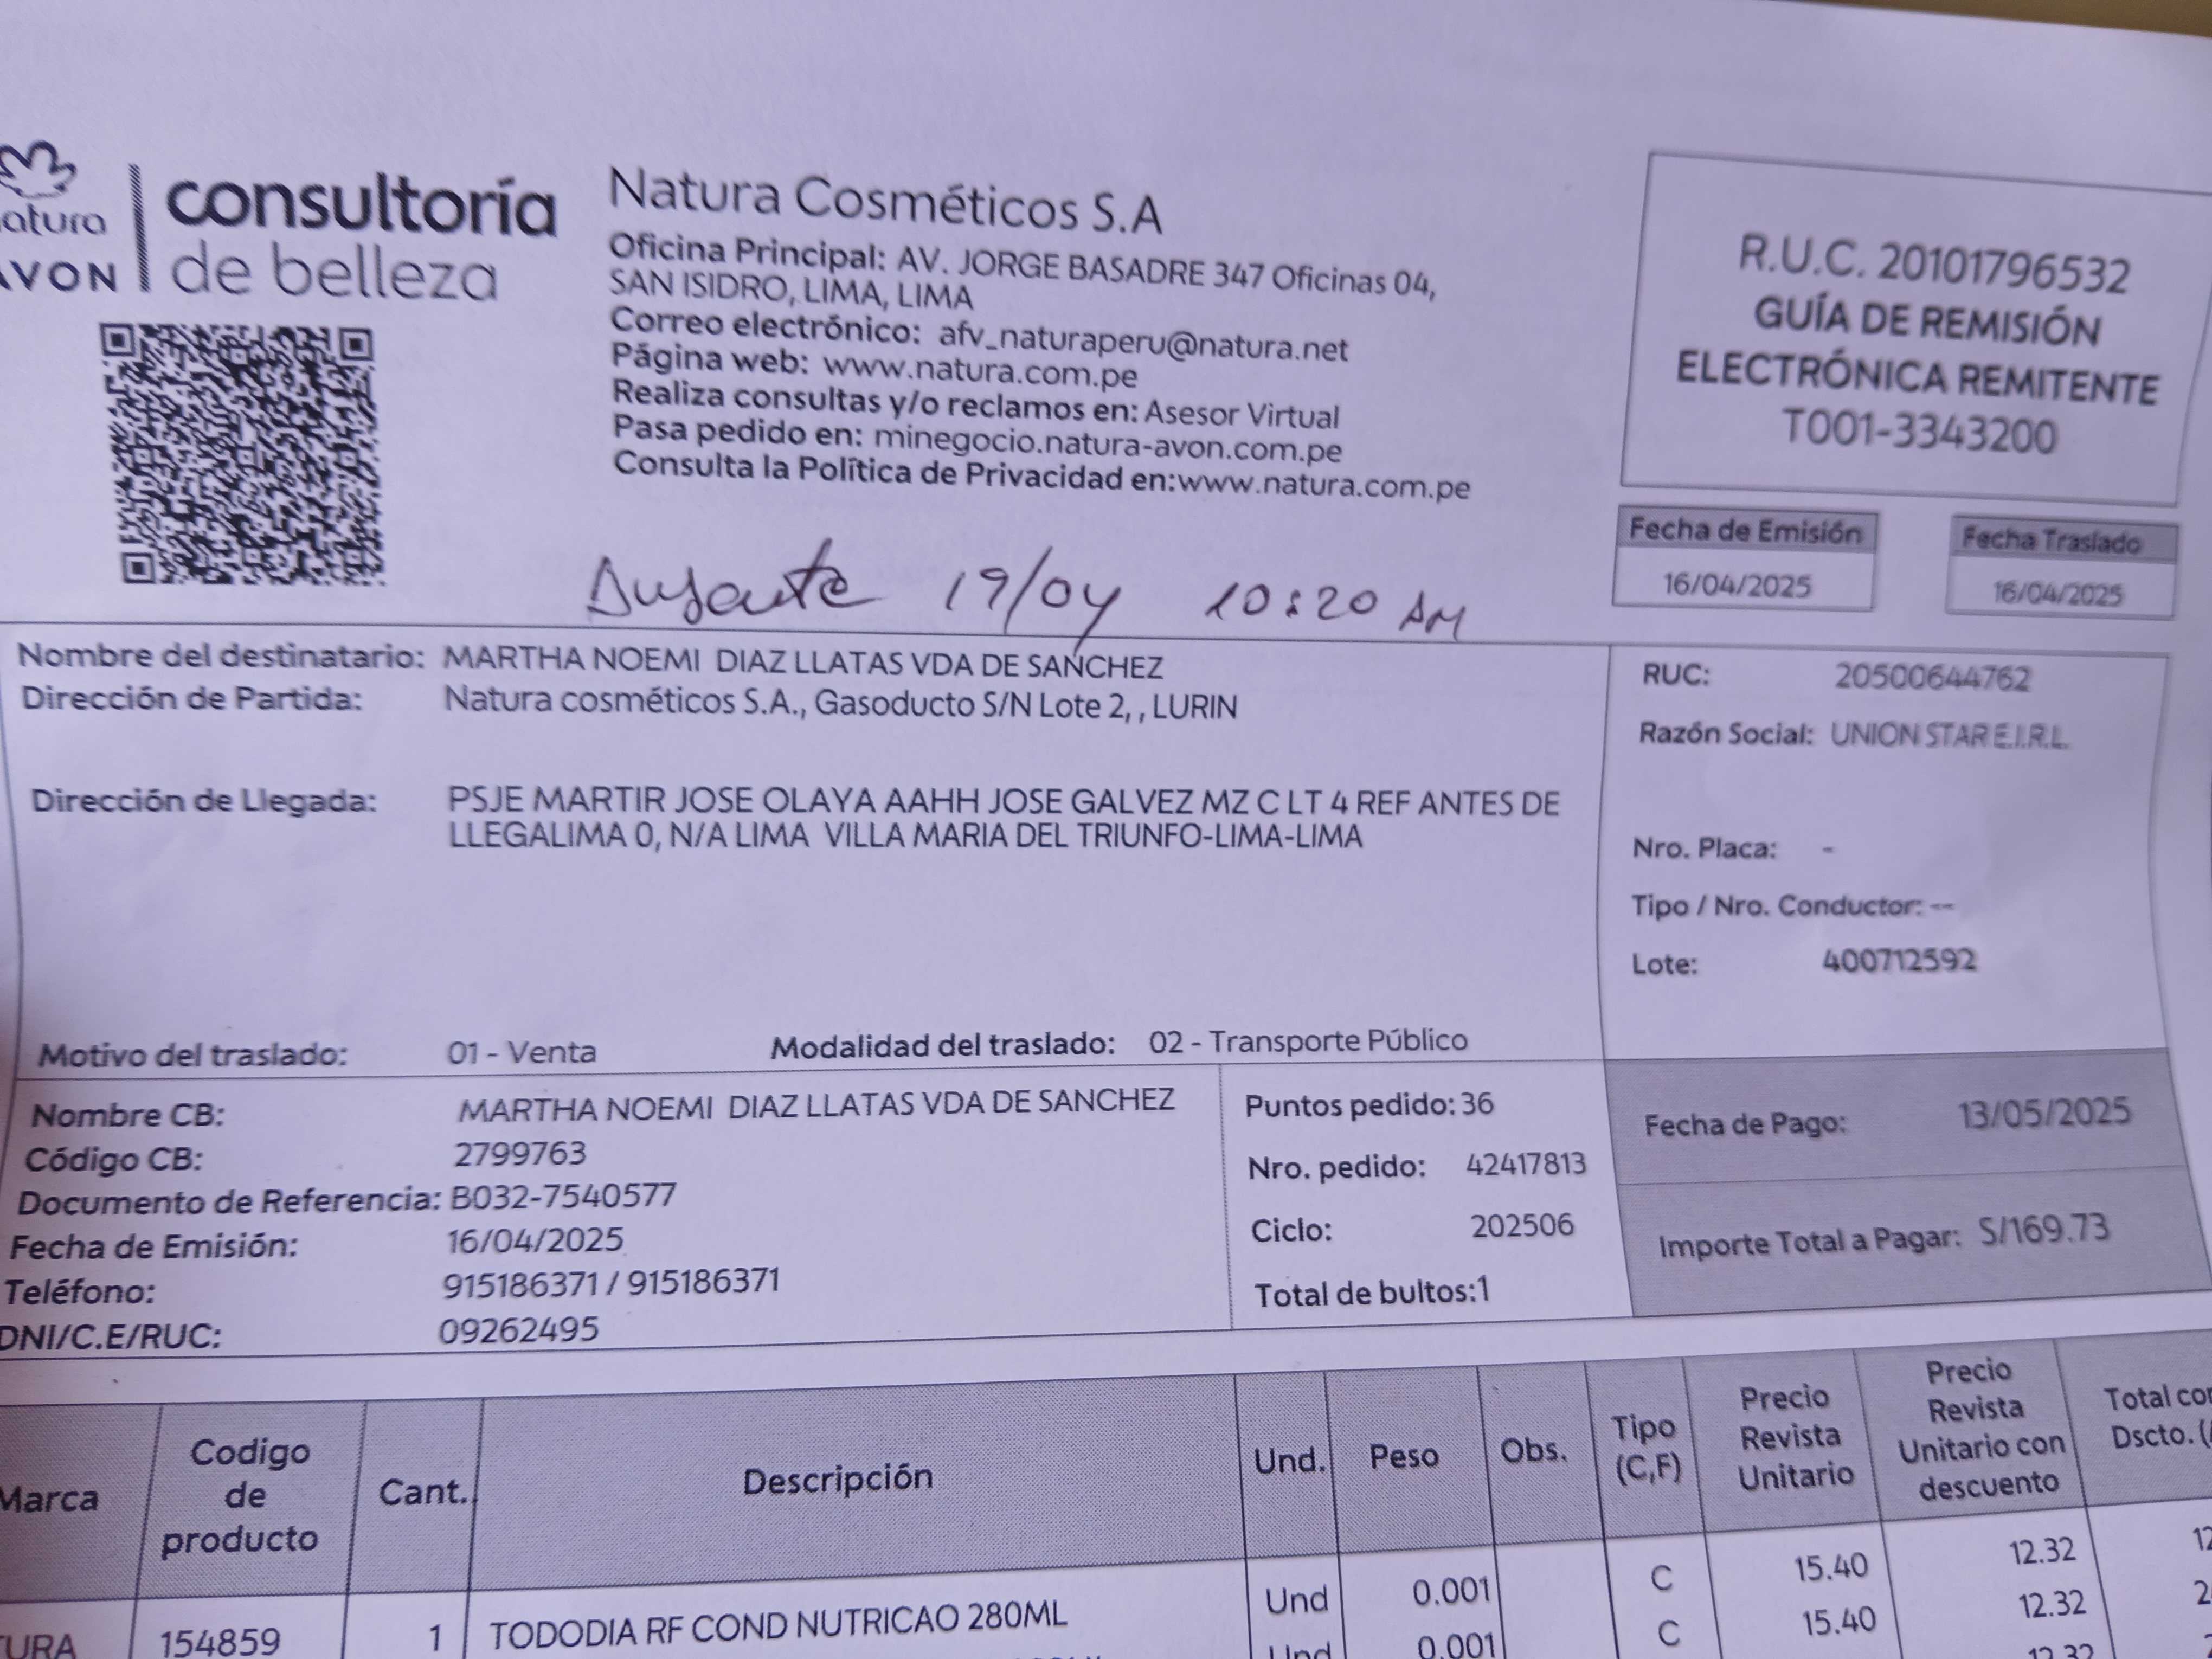 natura
AVON
consultoría
de belleza
Natura Cosméticos S.A
Oficina Principal: AV. JORGE BASADRE 347 Oficinas 04,
SAN ISIDRO, LIMA, LIMA
Correo electrónico: afv_naturaperu@natura.net
Página web: www.natura.com.pe
Realiza consultas y/o reclamos en: Asesor Virtual
Pasa pedido en: minegocio.natura-avon.com.pe
Consulta la Política de Privacidad en:www.natura.com.pe
R.U.C. 20101796532
GUÍA DE REMISIÓN
ELECTRÓNICA REMITENTE
T001-3343200
Fecha de Emisión
16/04/2025
Fecha Traslado
16/04/2025
19/04 10:20 AM
Nombre del destinatario: MARTHA NOEMI DIAZ LLATAS VDA DE SANCHEZ
Dirección de Partida: Natura cosméticos S.A., Gasoducto S/N Lote 2, , LURIN
Dirección de Llegada: PSJE MARTIR JOSE OLAYA AAHH JOSE GALVEZ MZ C LT 4 REF ANTES DE
LLEGALIMA 0, N/A LIMA VILLA MARIA DEL TRIUNFO-LIMA-LIMA
Motivo del traslado: 01 - Venta Modalidad del traslado: 02 - Transporte Público
RUC: 20500644762
Razón Social: UNION STAR E.I.R.L.
Nro. Placa: -
Tipo / Nro. Conductor: --
Lote: 400712592
Nombre CB: MARTHA NOEMI DIAZ LLATAS VDA DE SANCHEZ
Código CB: 2799763
Documento de Referencia: B032-7540577
Fecha de Emisión: 16/04/2025
Teléfono: 915186371 / 915186371
DNI/C.E/RUC: 09262495
Puntos pedido: 36
Nro. pedido: 42417813
Ciclo: 202506
Total de bultos:1
Fecha de Pago: 13/05/2025
Importe Total a Pagar: S/169.73
Marca
Codigo
de
producto
Cant.
Descripción
Und.
Peso
Obs.
Tipo
(C,F)
Precio
Revista
Unitario
Precio
Revista
Unitario con
descuento
Total con
Dscto. (
TURA 154859 1 TODODIA RF COND NUTRICAO 280ML Und 0.001 C 15.40 12.32
Und 0.001 C 15.40 12.32
12.32